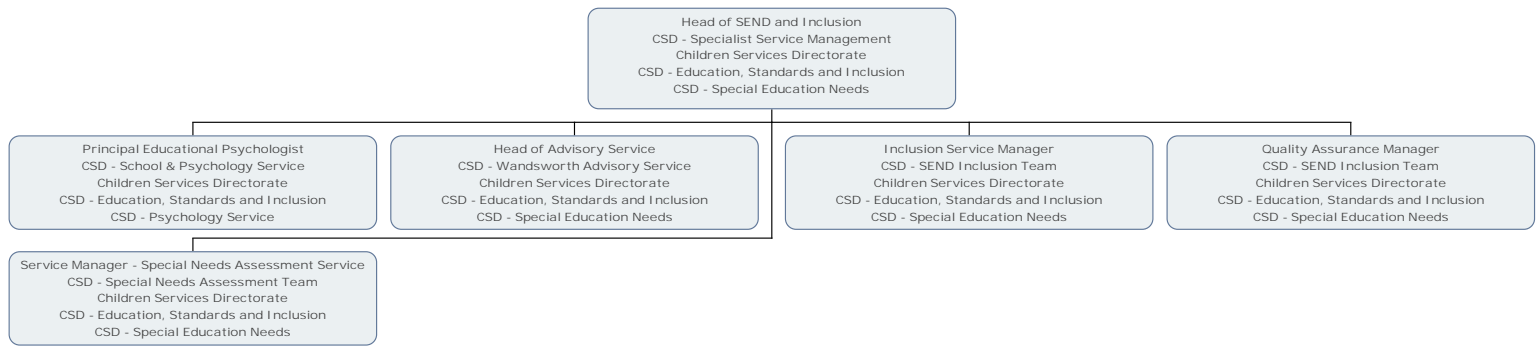 Head of SEND and Inclusion
CSD - Specialist Service Management
Children Services Directorate
CSD - Education, Standards and Inclusion
CSD - Special Education Needs
Principal Educational Psychologist
CSD - School & Psychology Service
Children Services Directorate
CSD - Education, Standards and Inclusion
CSD - Psychology Service
Head of Advisory Service
CSD - Wandsworth Advisory Service
Children Services Directorate
CSD - Education, Standards and Inclusion
CSD - Special Education Needs
Inclusion Service Manager
CSD - SEND Inclusion Team
Children Services Directorate
CSD - Education, Standards and Inclusion
CSD - Special Education Needs
Quality Assurance Manager
CSD - SEND Inclusion Team
Children Services Directorate
CSD - Education, Standards and Inclusion
CSD - Special Education Needs
Service Manager - Special Needs Assessment Service
CSD - Special Needs Assessment Team
Children Services Directorate
CSD - Education, Standards and Inclusion
CSD - Special Education Needs